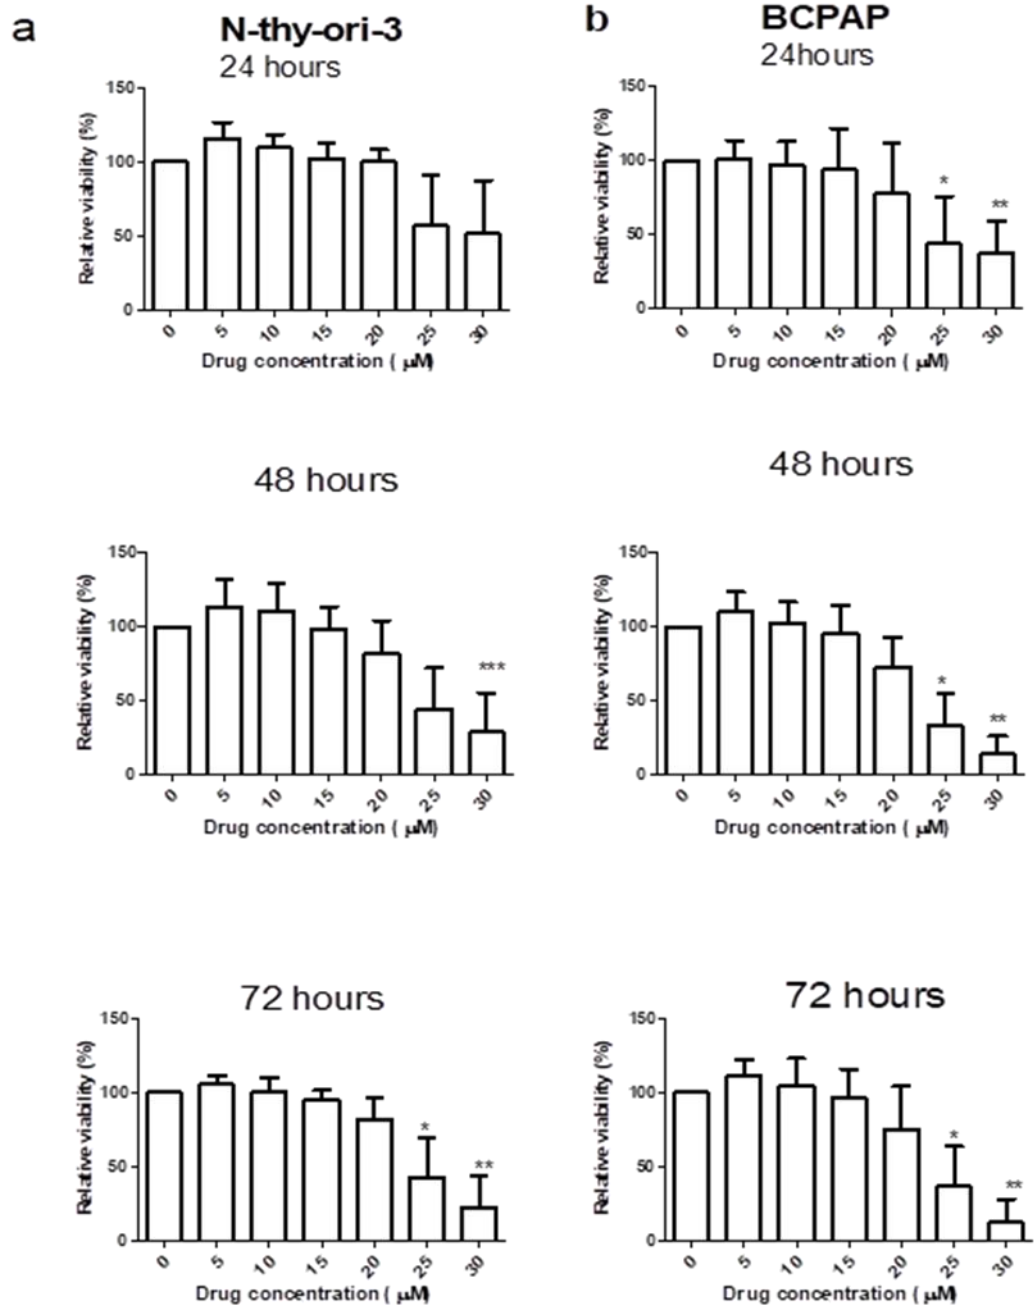 a
N-thy-ori-3
24 hours
150
100
50
0
Relative viability (%)
0 5 10 15 20 25 30
Drug concentration ( μM)
b
BCPAP
24hours
150
100
50
0
Relative viability (%)
*
**
0 5 10 15 20 25 30
Drug concentration ( μM)
48 hours
150
100
50
0
Relative viability (%)
***
0 5 10 15 20 25 30
Drug concentration ( μM)
48 hours
150
100
50
0
Relative viability (%)
*
**
0 5 10 15 20 25 30
Drug concentration ( μM)
72 hours
150
100
50
0
Relative viability (%)
*
**
0 5 10 15 20 25 30
Drug concentration ( μM)
72 hours
150
100
50
0
Relative viability (%)
*
**
0 5 10 15 20 25 30
Drug concentration ( μM)